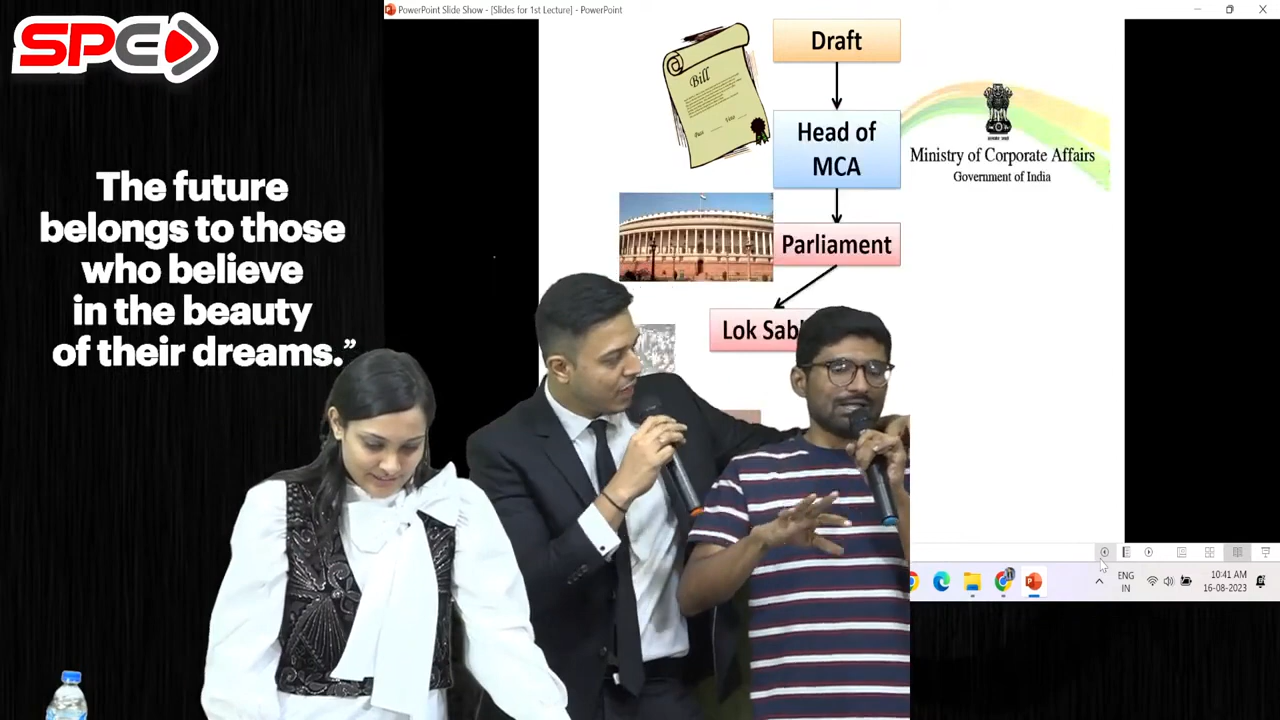 SPE
PowerPoint Slide Show - [Slides for 1st Lecture] - PowerPoint
The future
belongs to those
who believe
in the beauty
of their dreams.”
Draft
Bill
Head of
MCA
Ministry of Corporate Affairs
Government of India
Parliament
Lok Sab
ENG
IN
10:41 AM
16-08-2023